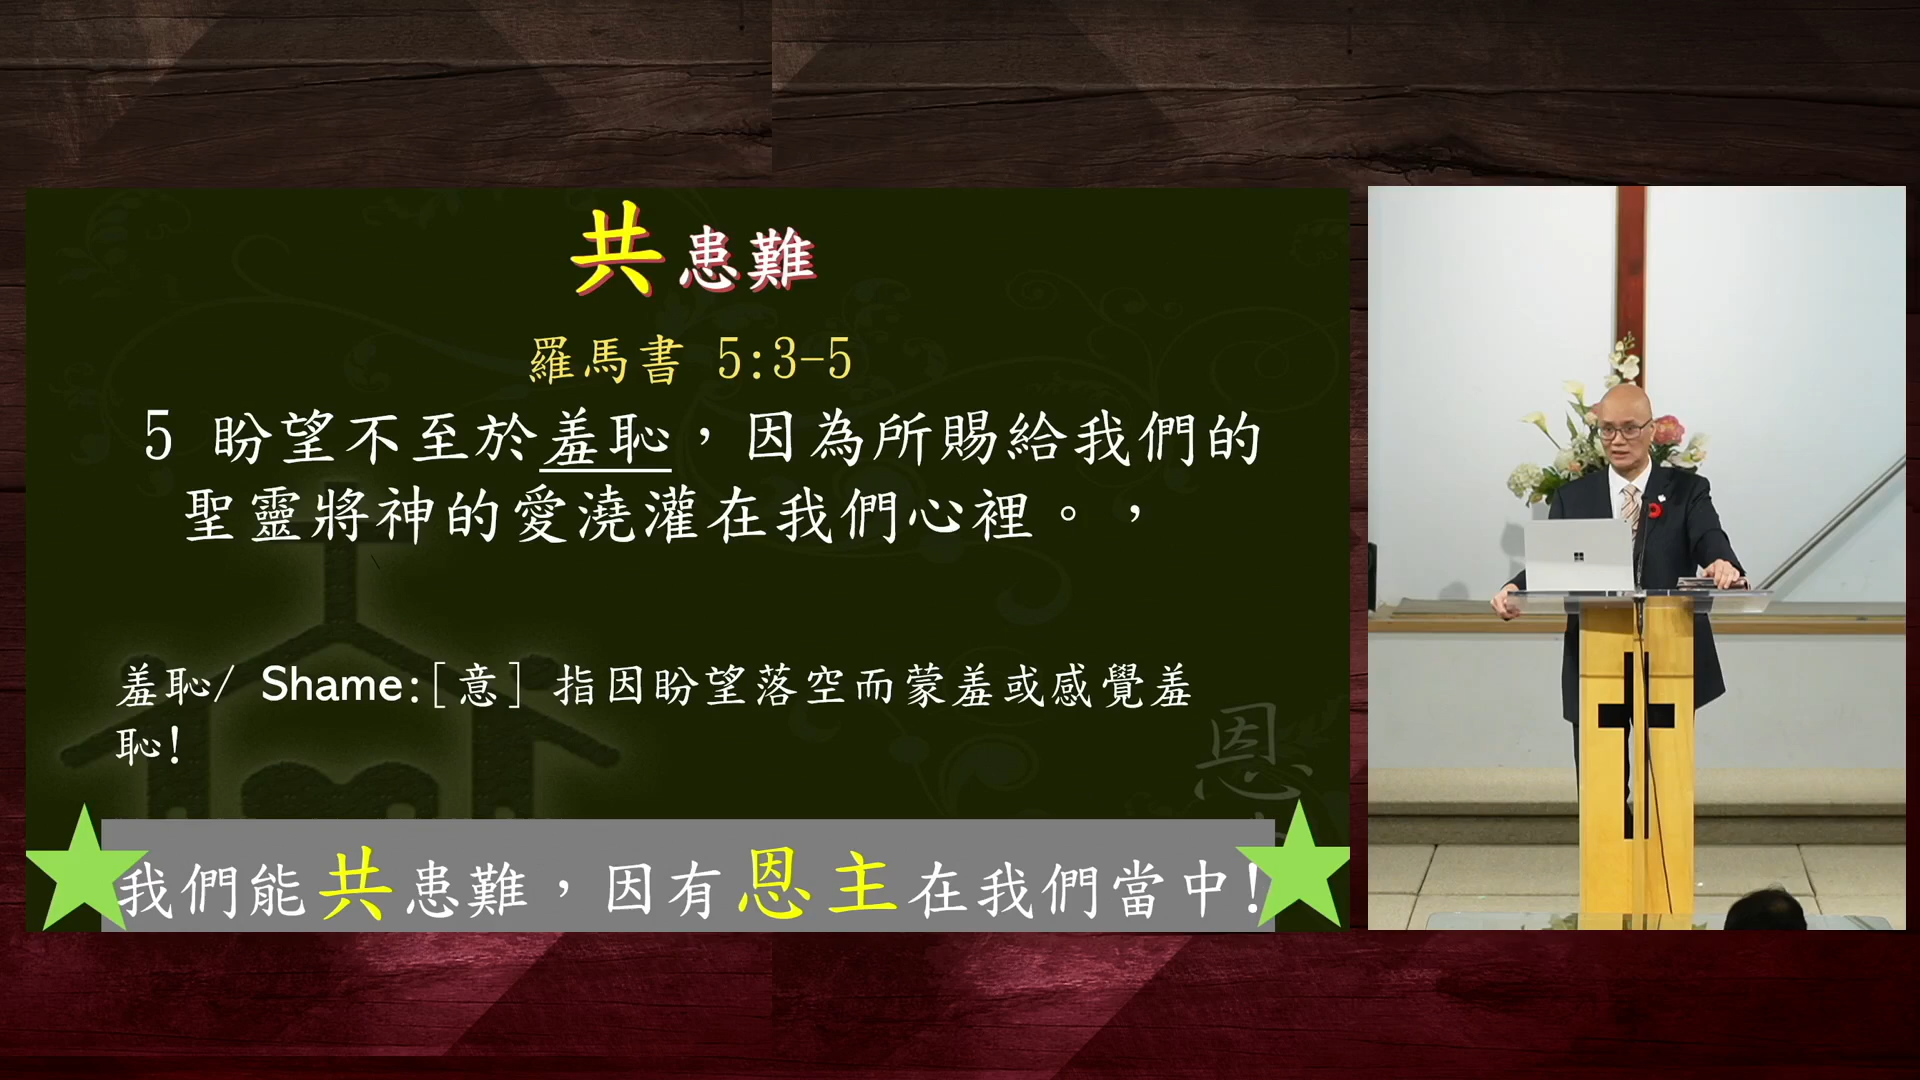 共患難
羅馬書 5:3-5
5 盼望不至於羞恥，因為所賜給我們的
聖靈將神的愛澆灌在我們心裡。，
羞恥/ Shame:[意] 指因盼望落空而蒙羞或感覺羞
恥!
恩
我們能共患難，因有恩主在我們當中!